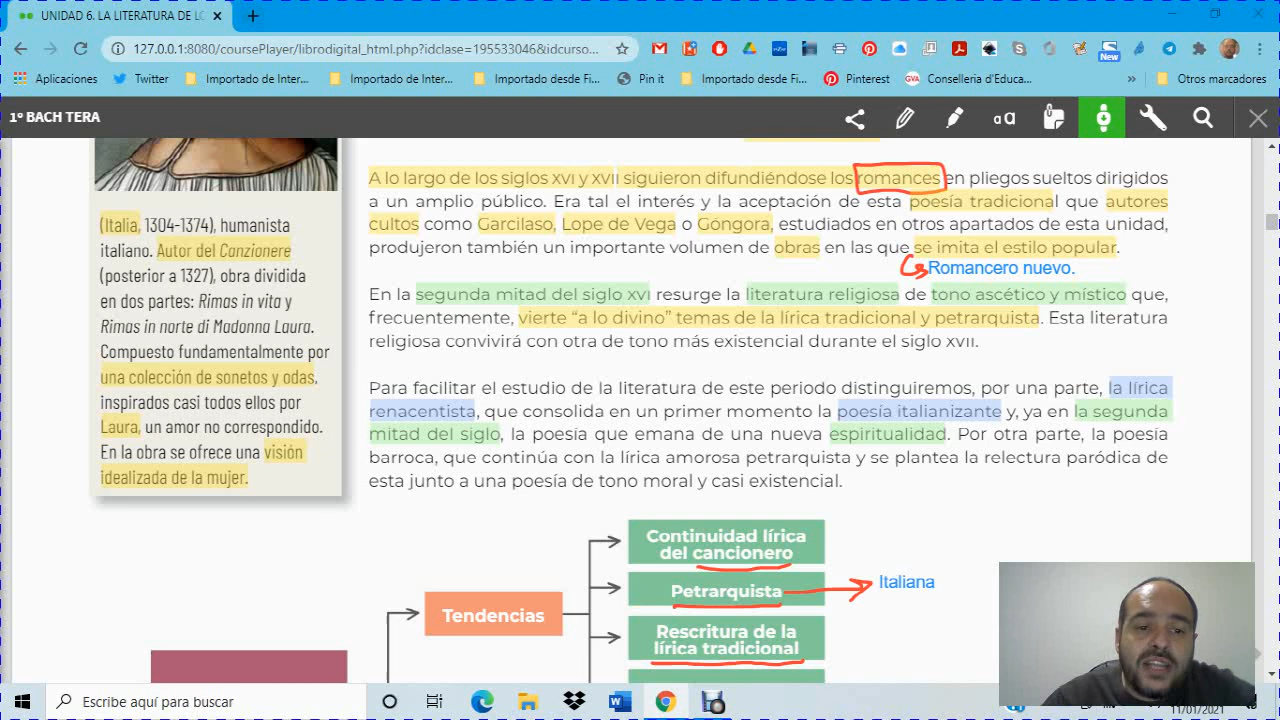 UNIDAD 6. LA LITERATURA DE LO
127.0.0.1:8080/coursePlayer/librodigital_html.php?idclase=195533046&idcurso...
New
Aplicaciones
Twitter
Importado de Inter...
Importado de Inter...
Importado desde Fi...
Pin it
Importado desde Fi...
Pinterest
GVA
Conselleria d'Educa...
»
Otros marcadores
1º BACH TERA
aA
(Italia, 1304-1374), humanista
italiano. Autor del Canzionere
(posterior a 1327), obra dividida
en dos partes: Rimas in vita y
Rimas in norte di Madonna Laura.
Compuesto fundamentalmente por
una colección de sonetos y odas,
inspirados casi todos ellos por
Laura, un amor no correspondido.
En la obra se ofrece una visión
idealizada de la mujer.
A lo largo de los siglos XVI y XVII siguieron difundiéndose los romances en pliegos sueltos dirigidos
a un amplio público. Era tal el interés y la aceptación de esta poesía tradicional que autores
cultos como Garcilaso, Lope de Vega o Góngora, estudiados en otros apartados de esta unidad,
produjeron también un importante volumen de obras en las que se imita el estilo popular.
Romancero nuevo.
En la segunda mitad del siglo XVI resurge la literatura religiosa de tono ascético y místico que,
frecuentemente, vierte “a lo divino” temas de la lírica tradicional y petrarquista. Esta literatura
religiosa convivirá con otra de tono más existencial durante el siglo XVII.
Para facilitar el estudio de la literatura de este periodo distinguiremos, por una parte, la lírica
renacentista, que consolida en un primer momento la poesía italianizante y, ya en la segunda
mitad del siglo, la poesía que emana de una nueva espiritualidad. Por otra parte, la poesía
barroca, que continúa con la lírica amorosa petrarquista y se plantea la relectura paródica de
esta junto a una poesía de tono moral y casi existencial.
Continuidad lírica
del cancionero
Petrarquista
Italiana
Tendencias
Rescritura de la
lírica tradicional
Escribe aquí para buscar
11/01/2021